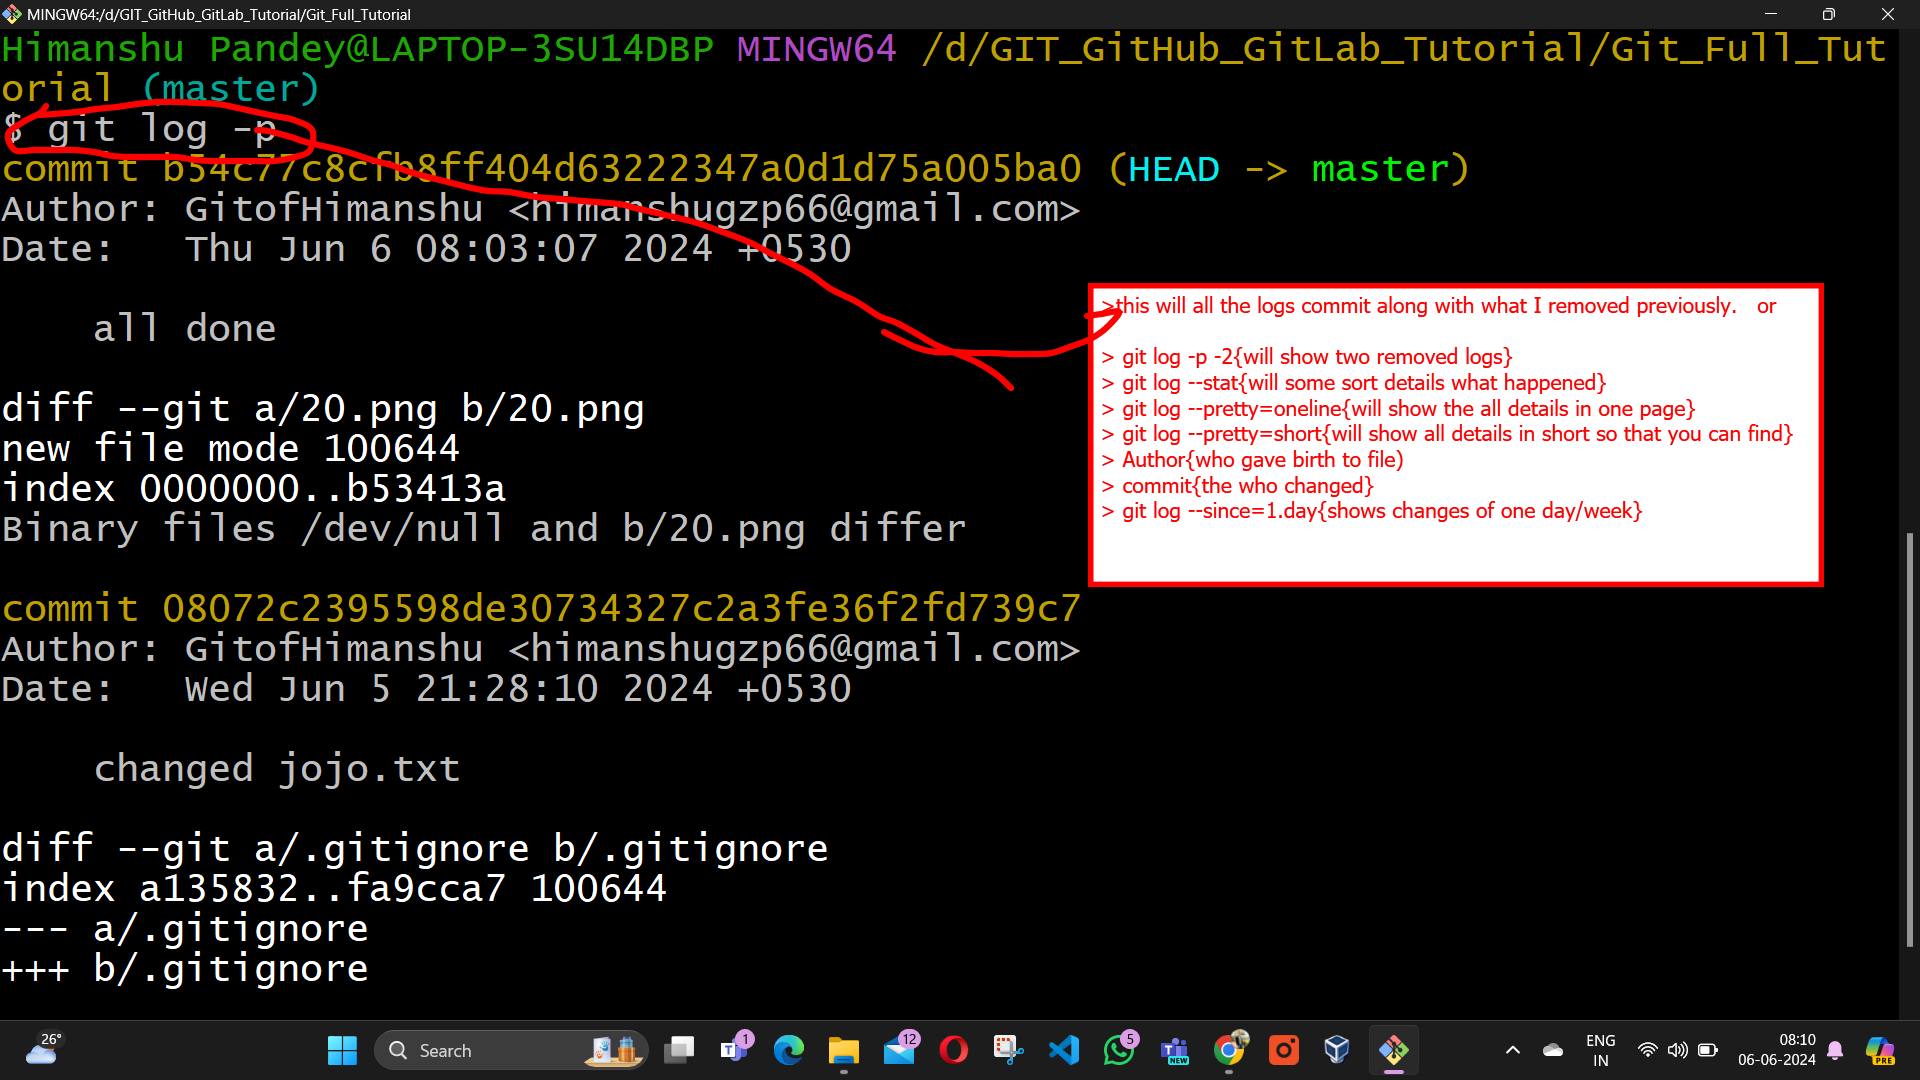 MINGW64:/d/GIT_GitHub_GitLab_Tutorial/Git_Full_Tutorial
Himanshu Pandey@LAPTOP-3SU14DBP MINGW64 /d/GIT_GitHub_GitLab_Tutorial/Git_Full_Tut
orial (master)
$ git log -p
commit b54c77c8cfb8ff404d63222347a0d1d75a005ba0 (HEAD -> master)
Author: GitofHimanshu <himanshugzp66@gmail.com>
Date:   Thu Jun 6 08:03:07 2024 +0530
    all done
diff --git a/20.png b/20.png
new file mode 100644
index 0000000..b53413a
Binary files /dev/null and b/20.png differ
commit 08072c2395598de30734327c2a3fe36f2fd739c7
Author: GitofHimanshu <himanshugzp66@gmail.com>
Date:   Wed Jun 5 21:28:10 2024 +0530
    changed jojo.txt
diff --git a/.gitignore b/.gitignore
index a135832..fa9cca7 100644
--- a/.gitignore
+++ b/.gitignore
>this will all the logs commit along with what I removed previously.   or
> git log -p -2{will show two removed logs}
> git log --stat{will some sort details what happened}
> git log --pretty=oneline{will show the all details in one page}
> git log --pretty=short{will show all details in short so that you can find}
> Author{who gave birth to file)
> commit{the who changed}
> git log --since=1.day{shows changes of one day/week}
26°
Search
1
12
5
NEW
ENG
IN
08:10
06-06-2024
PRE